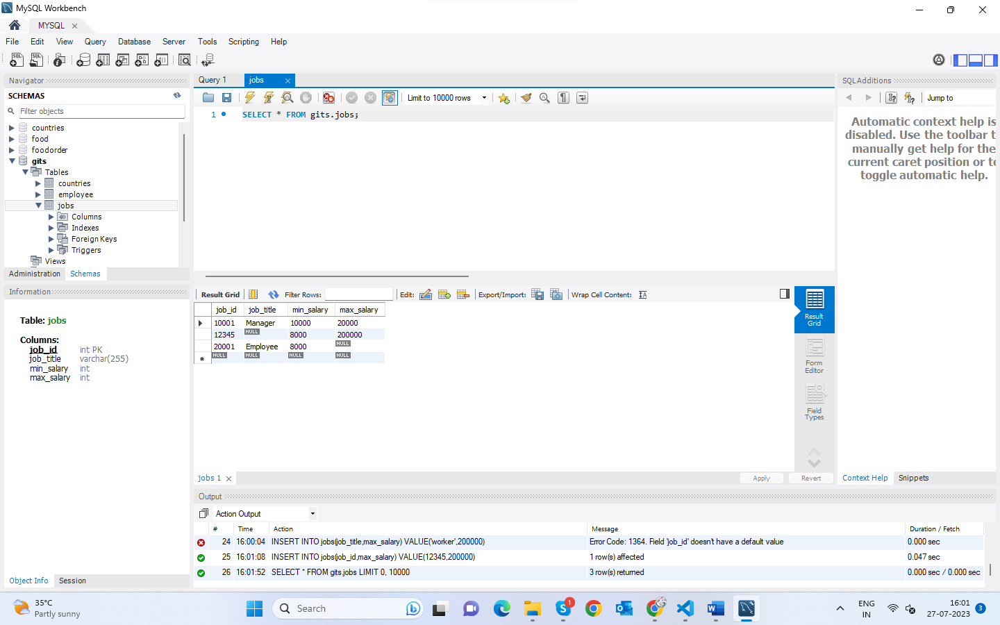 MySQL Workbench
MYSQL
File Edit View Query Database Server Tools Scripting Help
Navigator
SCHEMAS
Filter objects
countries
food
foodorder
gits
Tables
countries
employee
jobs
Columns
Indexes
Foreign Keys
Triggers
Views
Administration Schemas
Information
Table: jobs
Columns:
job_id int PK
job_title varchar(255)
min_salary int
max_salary int
Object Info Session
Query 1 jobs
Limit to 10000 rows
1 SELECT * FROM gits.jobs;
Result Grid Filter Rows: Edit: Export/Import: Wrap Cell Content:
job_id job_title min_salary max_salary
10001 Manager 10000 20000
12345 NULL 8000 200000
20001 Employee 8000 NULL
NULL NULL NULL NULL
Result
Grid
Form
Editor
Field
Types
jobs 1 Apply Revert
SQLAdditions
Jump to
Automatic context help is
disabled. Use the toolbar t
manually get help for the
current caret position or to
toggle automatic help.
Context Help Snippets
Output
Action Output
# Time Action Message Duration / Fetch
24 16:00:04 INSERT INTO jobs(job_title,max_salary) VALUE('worker',200000) Error Code: 1364. Field 'job_id' doesn't have a default value 0.000 sec
25 16:01:08 INSERT INTO jobs(job_id,max_salary) VALUE(12345,200000) 1 row(s) affected 0.047 sec
26 16:01:52 SELECT * FROM gits.jobs LIMIT 0, 10000 3 row(s) returned 0.000 sec / 0.000 sec
35°C
Partly sunny
Search
1
ENG
IN
16:01
27-07-2023
3